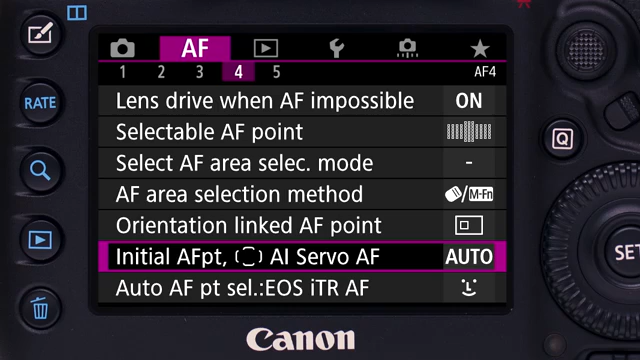 AF
1 2 3 4 5 AF4
RATE
Lens drive when AF impossible ON
Selectable AF point
Select AF area selec. mode -
AF area selection method /M-Fn
Orientation linked AF point
Initial AFpt, AI Servo AF AUTO
Auto AF pt sel.:EOS iTR AF
Q
SET
Canon